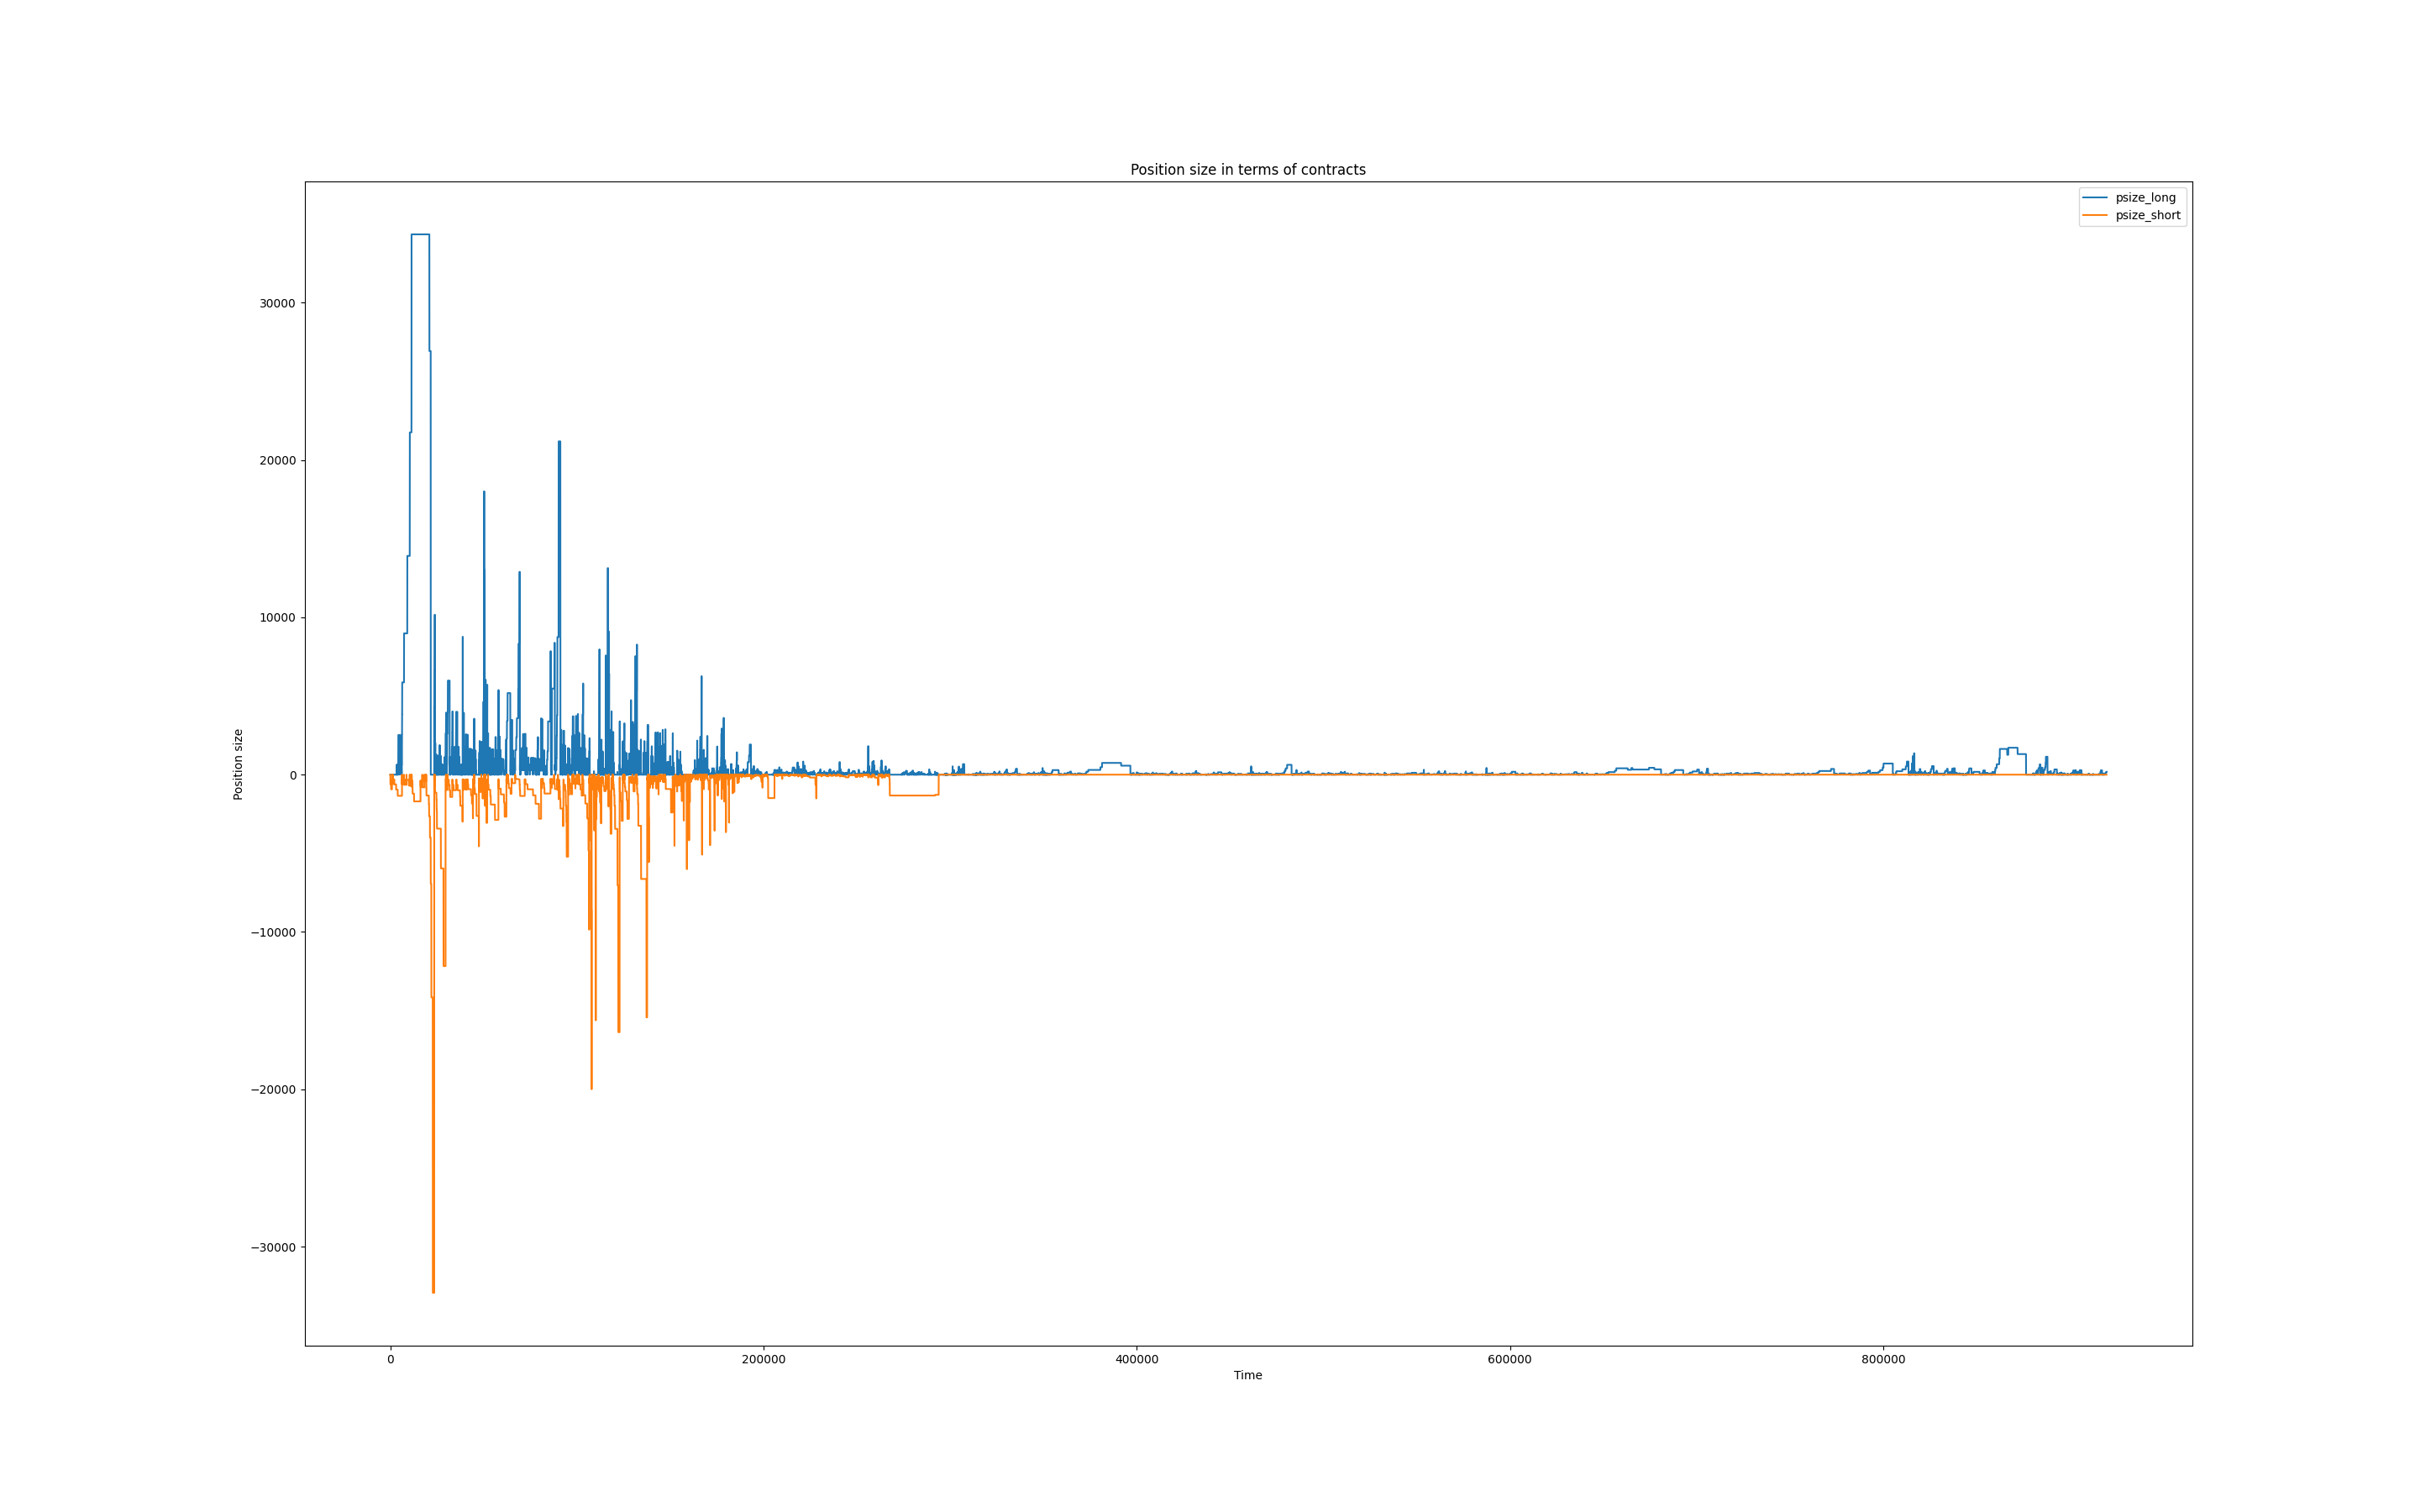 Position size in terms of contracts
psize_long
psize_short
30000
20000
10000
0
−10000
−20000
−30000
Position size
0
200000
400000
600000
800000
Time